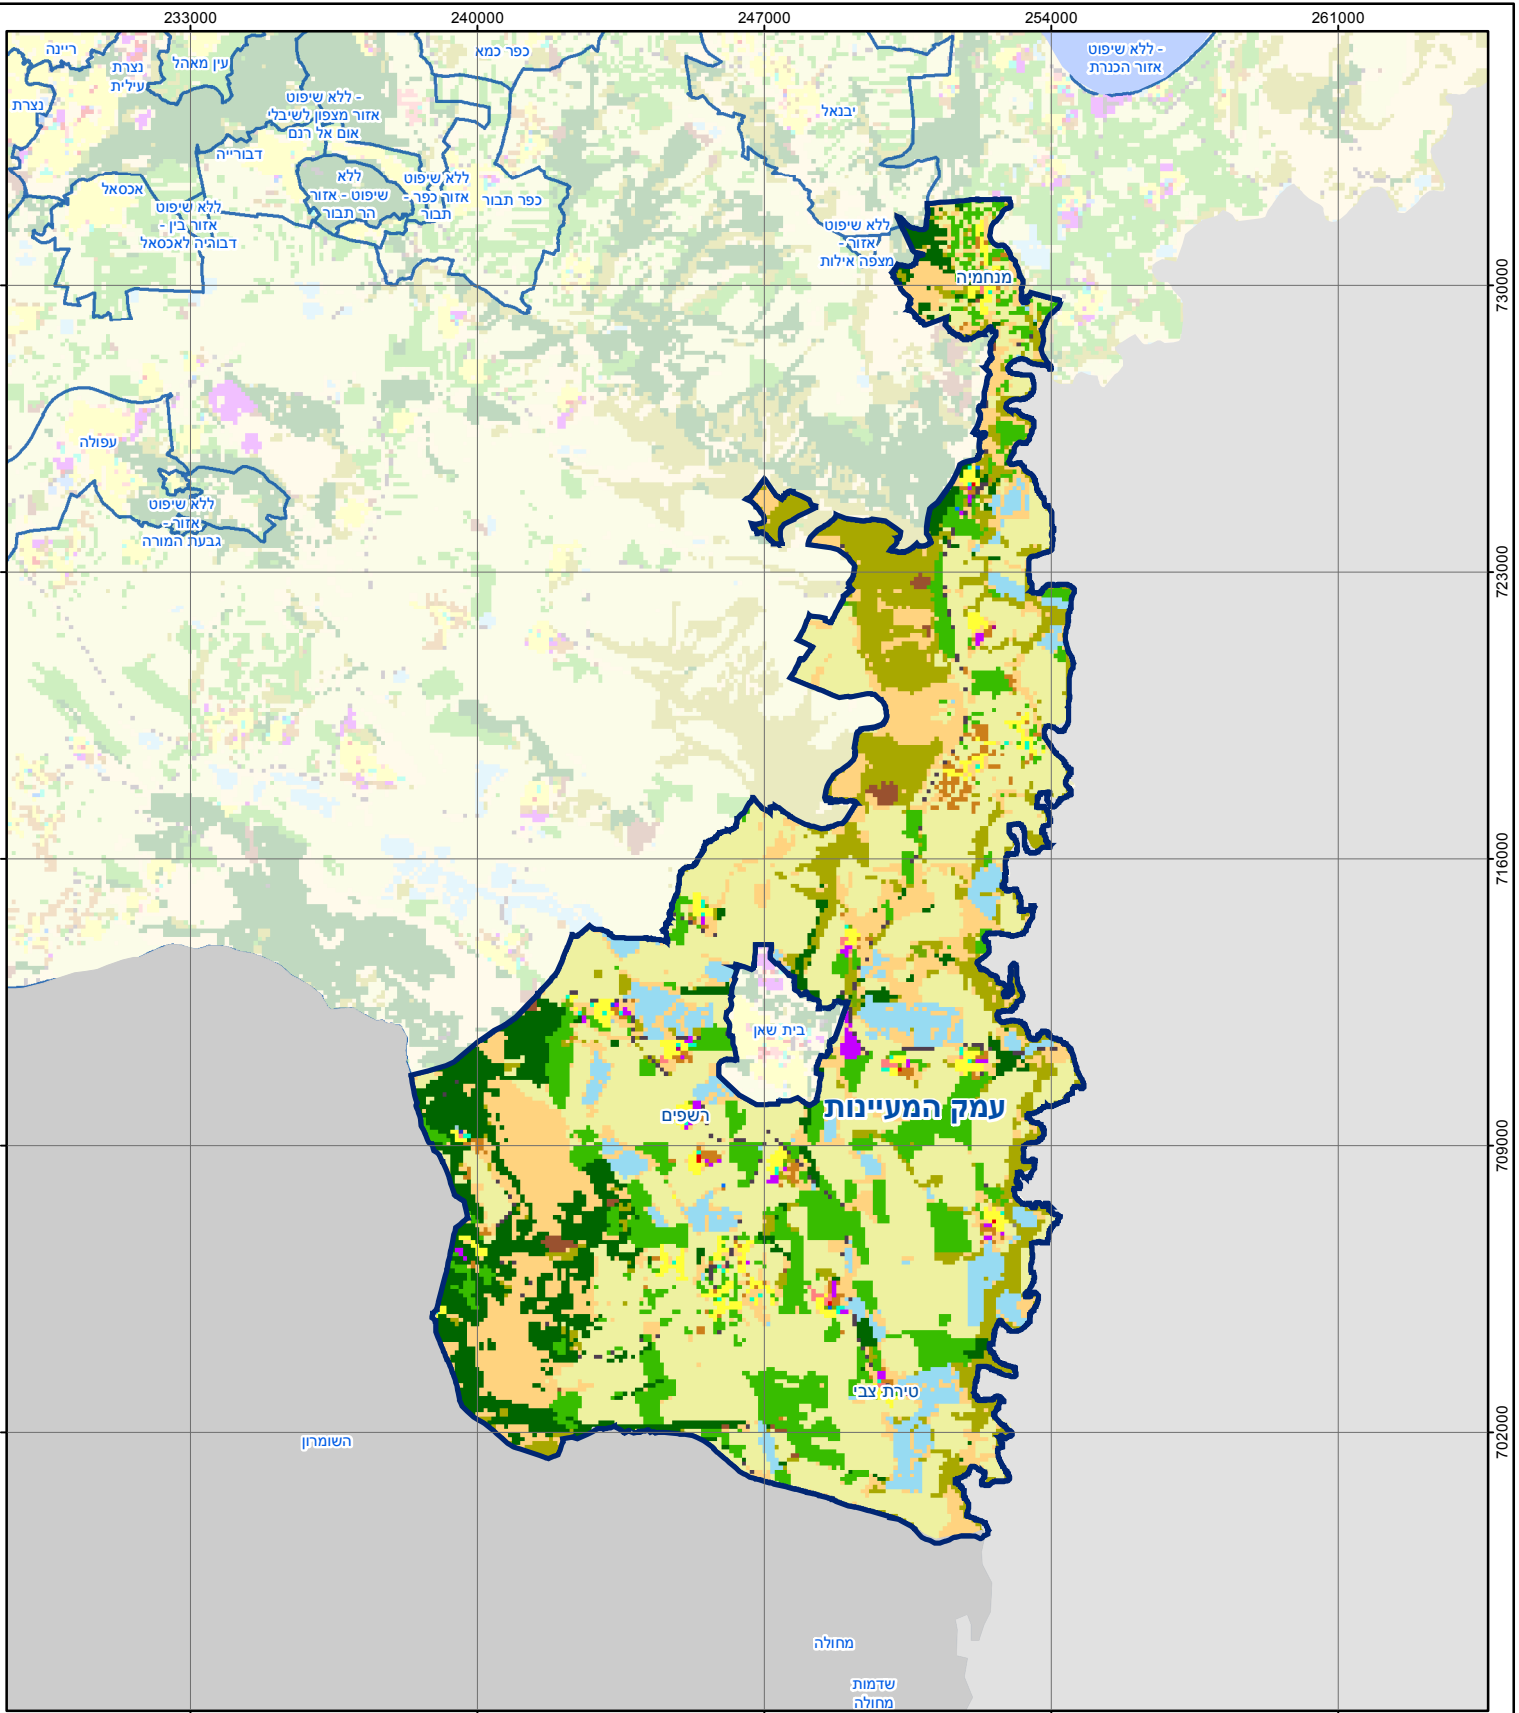 233000
240000
247000
254000
261000
ריינה
נצרת
עילית
עין מאהל
נצרת
כפר כמא
ללא שיפוט -
אזור הכנרת
ללא שיפוט -
אזור מצפון לשיבלי
אום אל רנם
יבנאל
דבורייה
אכסאל
ללא
שיפוט - אזור
הר תבור
ללא שיפוט
אזור כפר -
תבור
כפר תבור
ללא שיפוט
אזור בין -
דבוריה לאכסאל
ללא שיפוט
אזור -
מצפה אילות
מנחמיה
730000
עפולה
ללא שיפוט
אזור -
גבעת המורה
723000
716000
בית שאן
עמק המעיינות
רשפים
709000
טירת צבי
702000
השומרון
מחולה
שדמות
מחולה